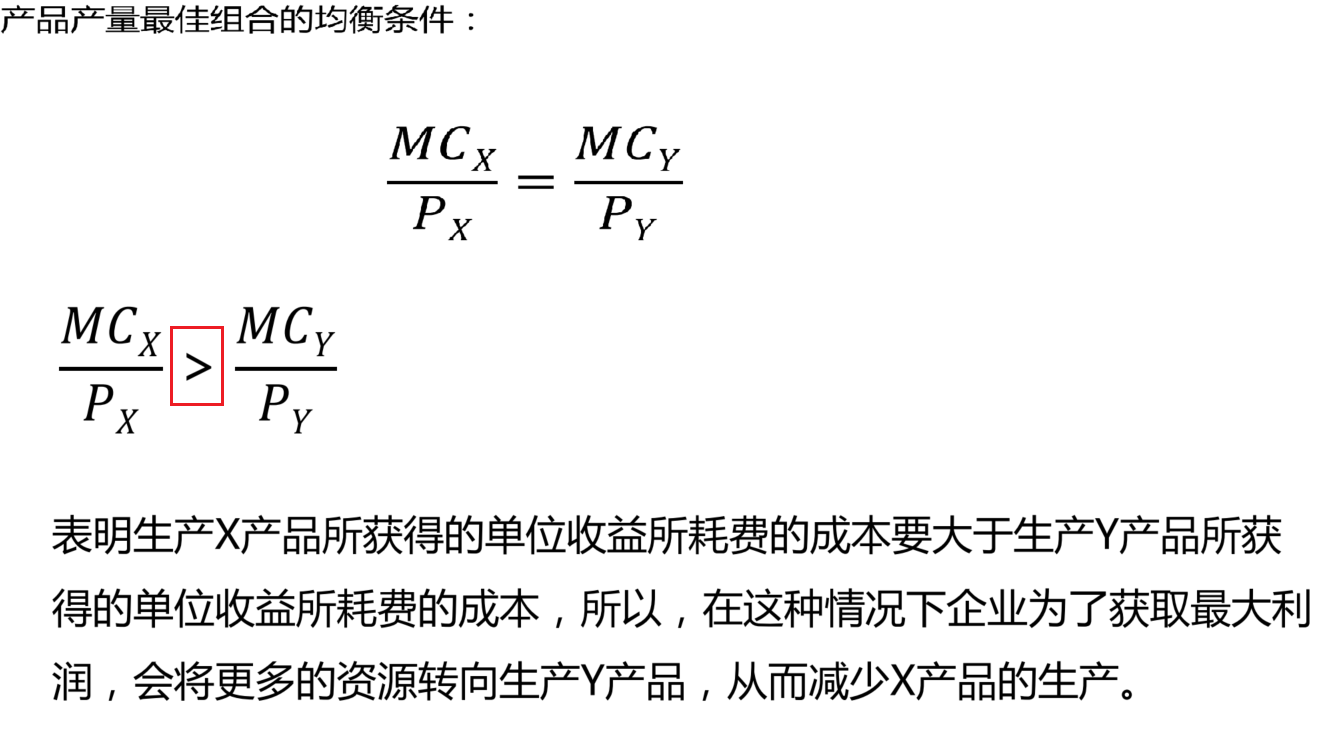 产品产量最佳组合的均衡条件：
MC_X / P_X = MC_Y / P_Y
MC_X / P_X > MC_Y / P_Y
表明生产X产品所获得的单位收益所耗费的成本要大于生产Y产品所获
得的单位收益所耗费的成本，所以，在这种情况下企业为了获取最大利
润，会将更多的资源转向生产Y产品，从而减少X产品的生产。